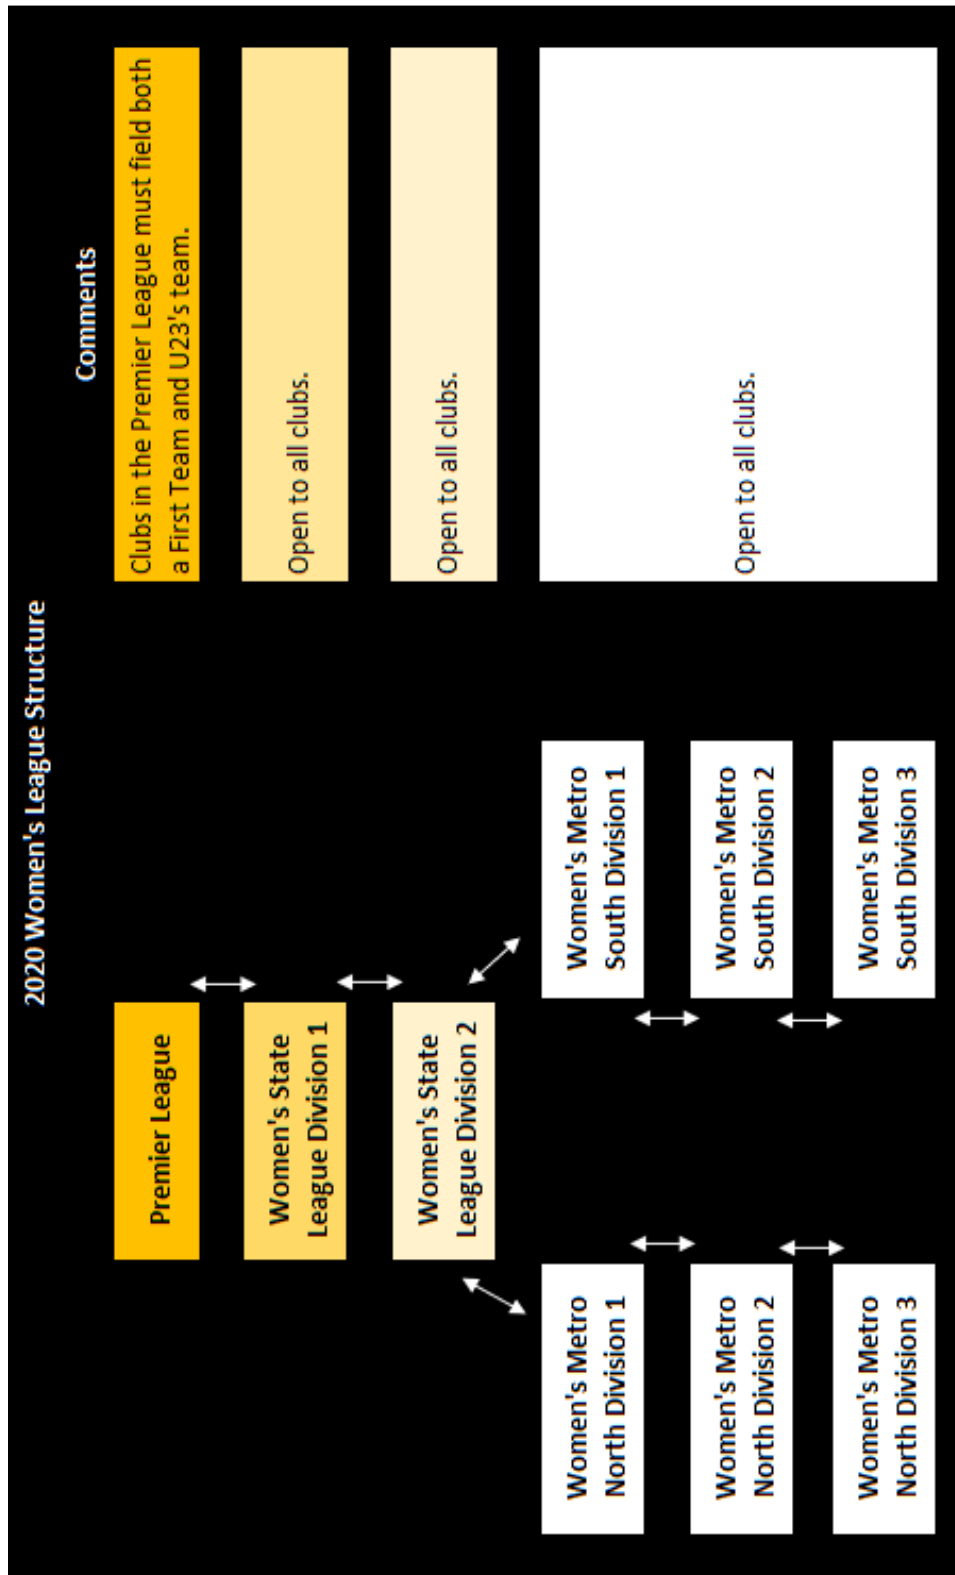 2020 Women's League Structure
Comments
Premier League
Clubs in the Premier League must field both
a First Team and U23's team.
Women's State
League Division 1
Open to all clubs.
Women's State
League Division 2
Open to all clubs.
Women's Metro
North Division 1
Women's Metro
South Division 1
Women's Metro
North Division 2
Women's Metro
South Division 2
Open to all clubs.
Women's Metro
North Division 3
Women's Metro
South Division 3